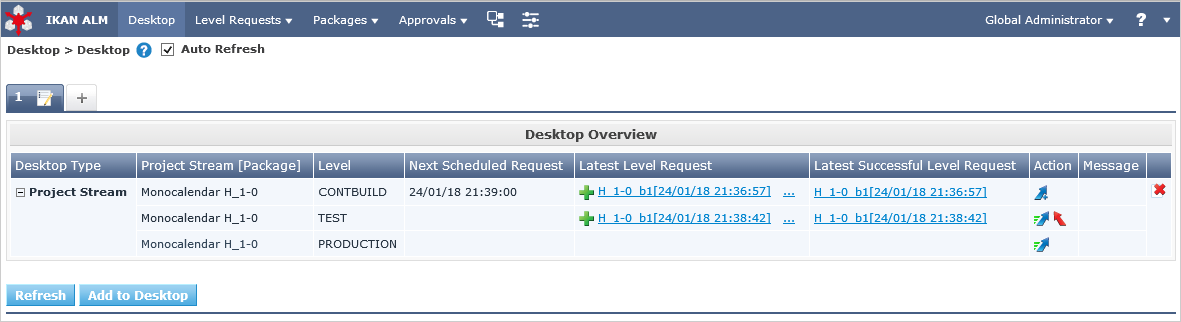 IKAN ALM Desktop Level Requests Packages Approvals Global Administrator ?
Desktop > Desktop ? Auto Refresh
1 +
Desktop Overview
Desktop Type Project Stream [Package] Level Next Scheduled Request Latest Level Request Latest Successful Level Request Action Message
Project Stream Monocalendar H_1-0 CONTBUILD 24/01/18 21:39:00 H_1-0_b1[24/01/18 21:36:57] ... H_1-0_b1[24/01/18 21:36:57]
Monocalendar H_1-0 TEST H_1-0_b1[24/01/18 21:38:42] ... H_1-0_b1[24/01/18 21:38:42]
Monocalendar H_1-0 PRODUCTION
Refresh Add to Desktop